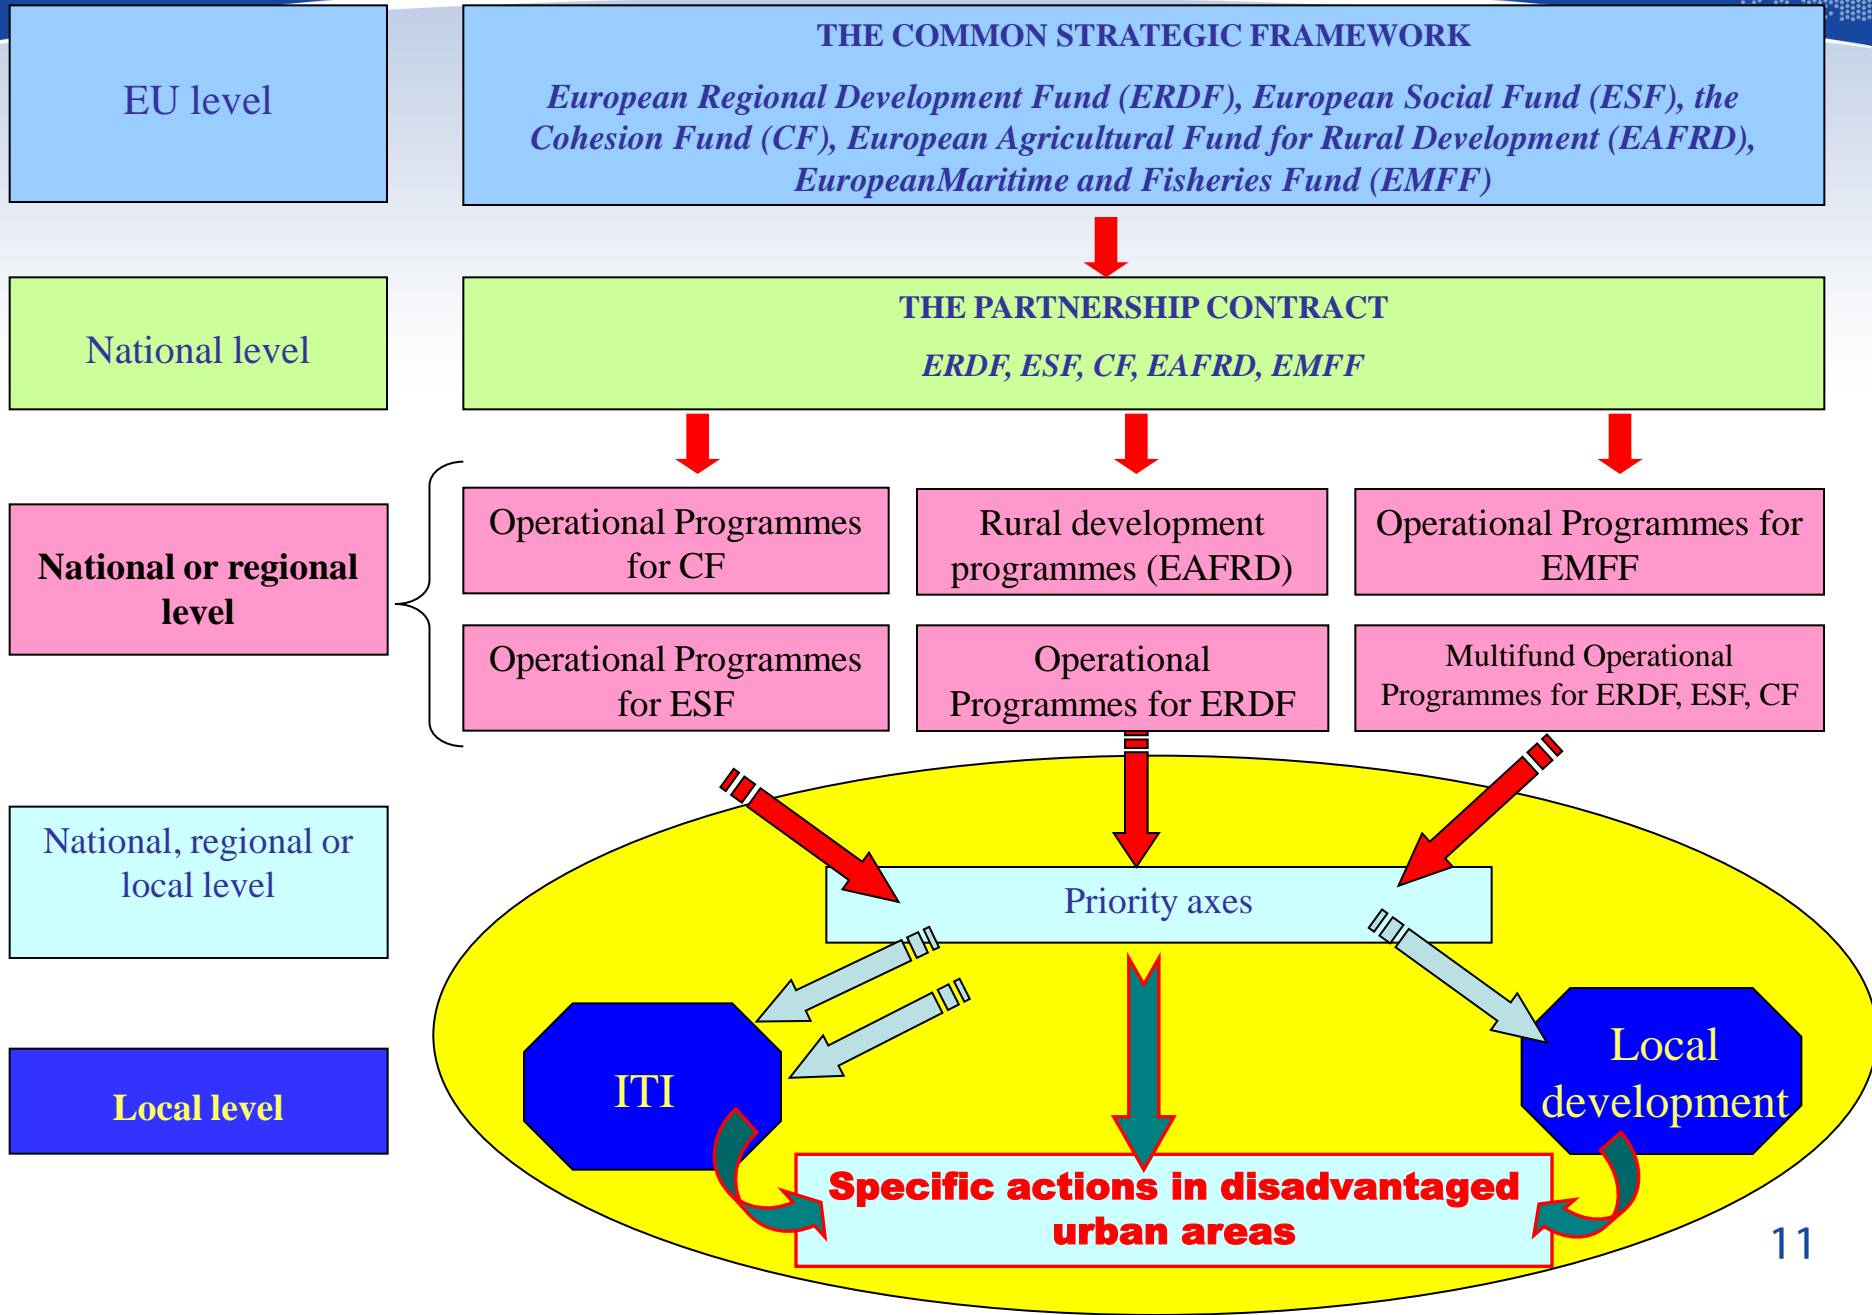 EU level
THE COMMON STRATEGIC FRAMEWORK
European Regional Development Fund (ERDF), European Social Fund (ESF), the
Cohesion Fund (CF), European Agricultural Fund for Rural Development (EAFRD),
EuropeanMaritime and Fisheries Fund (EMFF)
National level
THE PARTNERSHIP CONTRACT
ERDF, ESF, CF, EAFRD, EMFF
National or regional
level
Operational Programmes
for CF
Rural development
programmes (EAFRD)
Operational Programmes for
EMFF
Operational Programmes
for ESF
Operational
Programmes for ERDF
Multifund Operational
Programmes for ERDF, ESF, CF
National, regional or
local level
Priority axes
Local level
ITI
Local
development
Specific actions in disadvantaged
urban areas
11